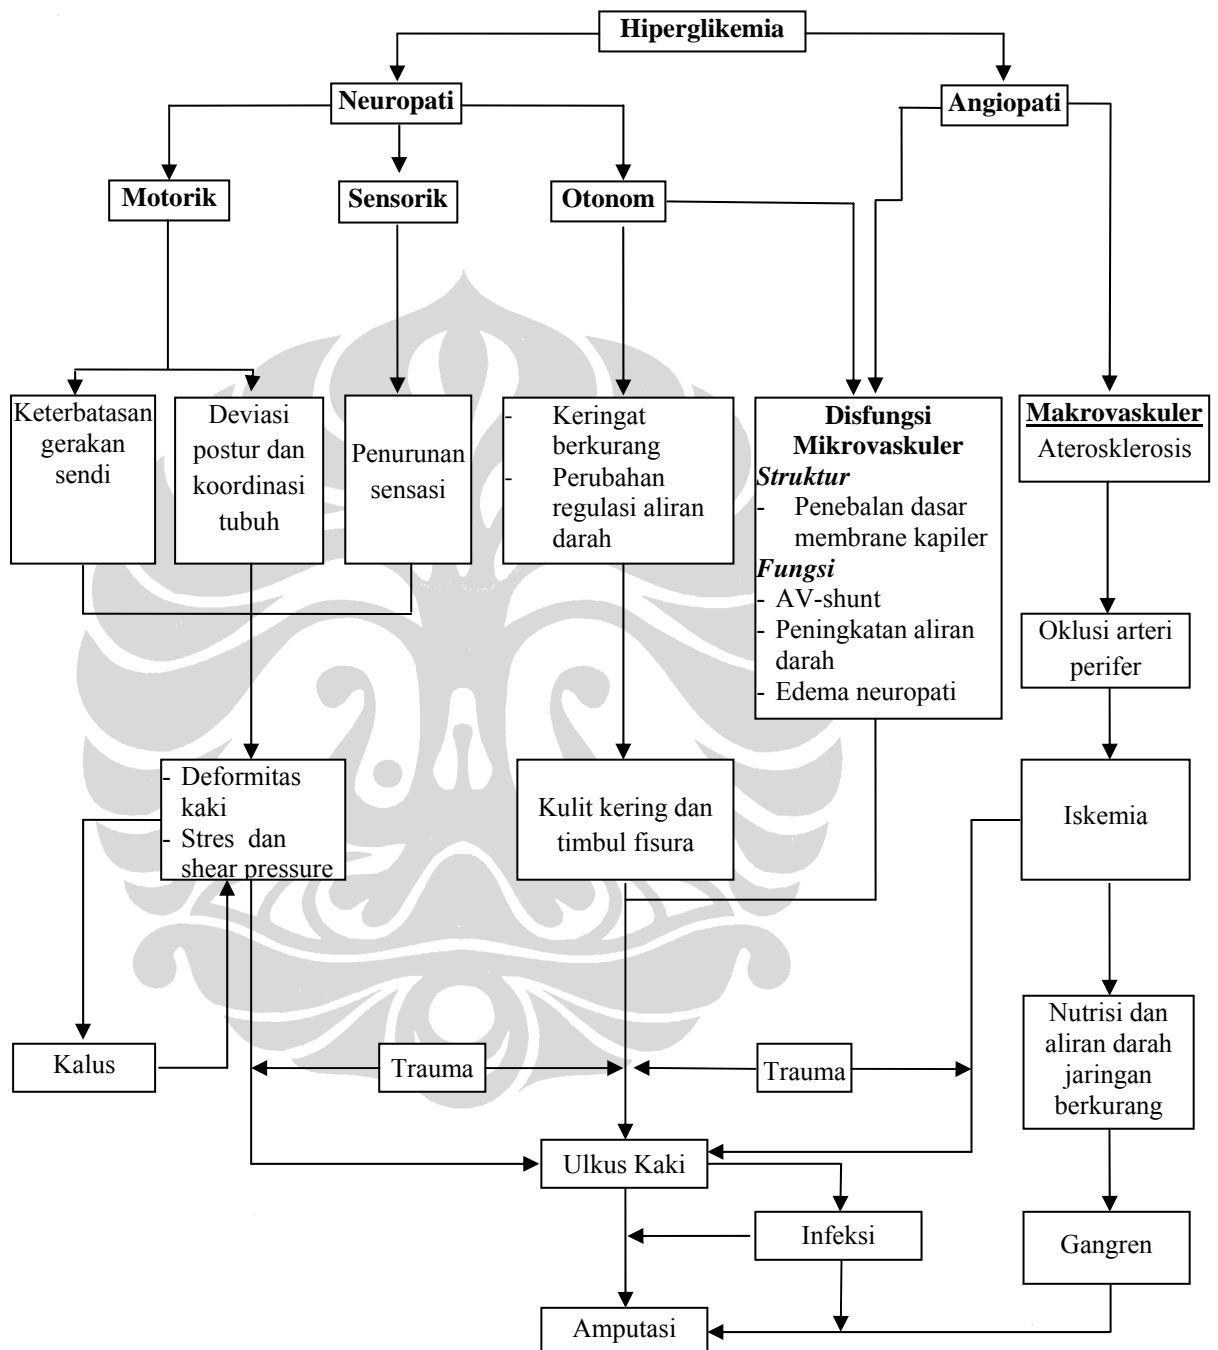 Hiperglikemia
Neuropati
Angiopati
Motorik
Sensorik
Otonom
Keterbatasan
gerakan
sendi
Deviasi
postur dan
koordinasi
tubuh
Penurunan
sensasi
- Keringat
berkurang
- Perubahan
regulasi aliran
darah
Disfungsi
Mikrovaskuler
Struktur
- Penebalan dasar
membrane kapiler
Fungsi
- AV-shunt
- Peningkatan aliran
darah
- Edema neuropati
Makrovaskuler
Aterosklerosis
Oklusi arteri
perifer
- Deformitas
kaki
- Stres dan
shear pressure
Kulit kering dan
timbul fisura
Iskemia
Kalus
Trauma
Trauma
Nutrisi dan
aliran darah
jaringan
berkurang
Ulkus Kaki
Infeksi
Gangren
Amputasi